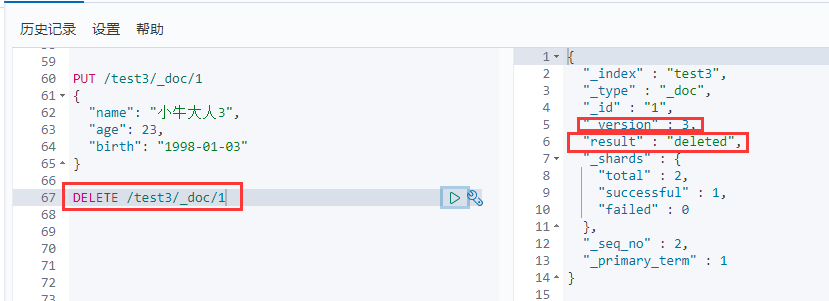 历史记录 设置 帮助
59
60 PUT /test3/_doc/1
61 {
62 "name": "小牛大人3",
63 "age": 23,
64 "birth": "1998-01-03"
65 }
66
67 DELETE /test3/_doc/1
68
69
70
71
72
73
1 {
2 "_index" : "test3",
3 "_type" : "_doc",
4 "_id" : "1",
5 "_version" : 3,
6 "result" : "deleted",
7 "_shards" : {
8 "total" : 2,
9 "successful" : 1,
10 "failed" : 0
11 },
12 "_seq_no" : 2,
13 "_primary_term" : 1
14 }
15